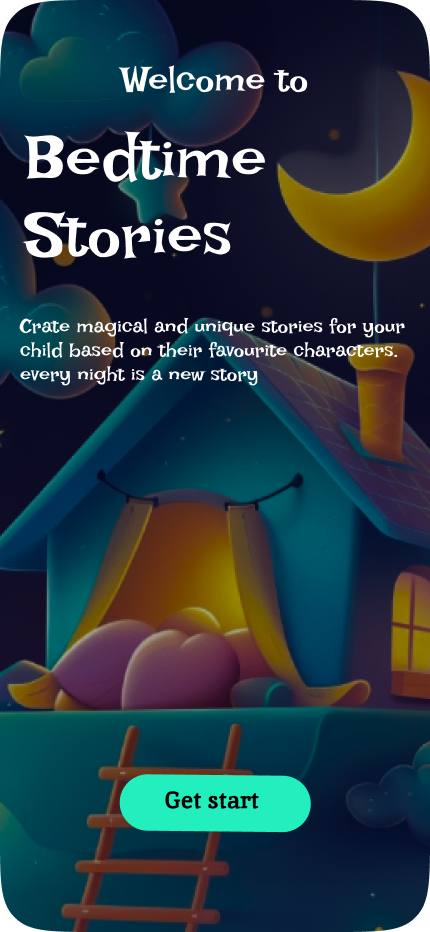 Welcome to
Bedtime
Stories
Crate magical and unique stories for your
child based on their favourite characters.
every night is a new story
Get start